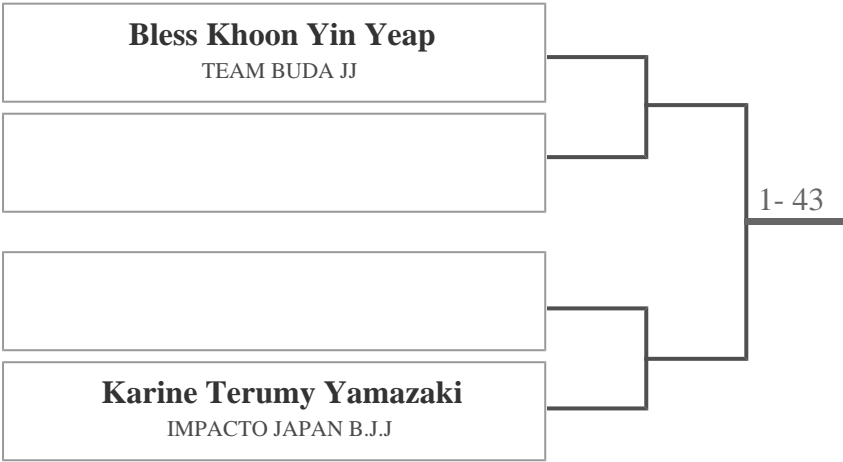 Bless Khoon Yin Yeap
TEAM BUDA JJ
1- 43
Karine Terumy Yamazaki
IMPACTO JAPAN B.J.J